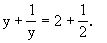 y + 1/y = 2 + 1/2.